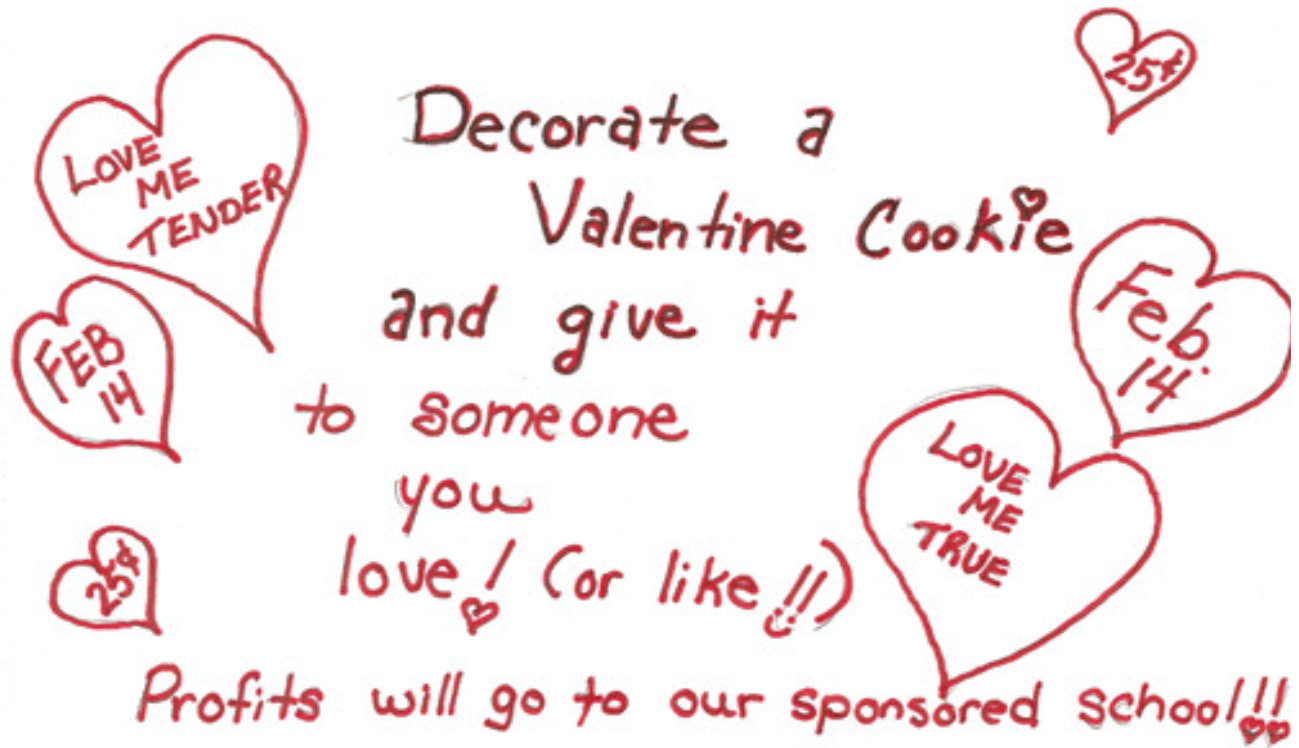 LOVE
ME
TENDER
FEB
14
25¢
Decorate a
Valentine Cookie
and give it
to someone
you
love! (or like!!)
25¢
Feb.
14
LOVE
ME
TRUE
Profits will go to our sponsored school!!!